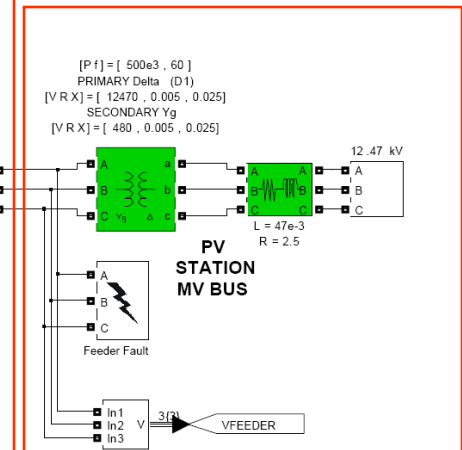 [P f] = [ 500e3 , 60 ]
PRIMARY Delta (D1)
[V R X] = [ 12470 , 0.005 , 0.025]
SECONDARY Yg
[V R X] = [ 480 , 0.005 , 0.025]
12 .47 kV
A a A A A
B b B B B
C Yg Δ c C C C
L = 47e-3
R = 2.5
PV
STATION
MV BUS
A
B
C
Feeder Fault
In1
In2 V 3{3} VFEEDER
In3